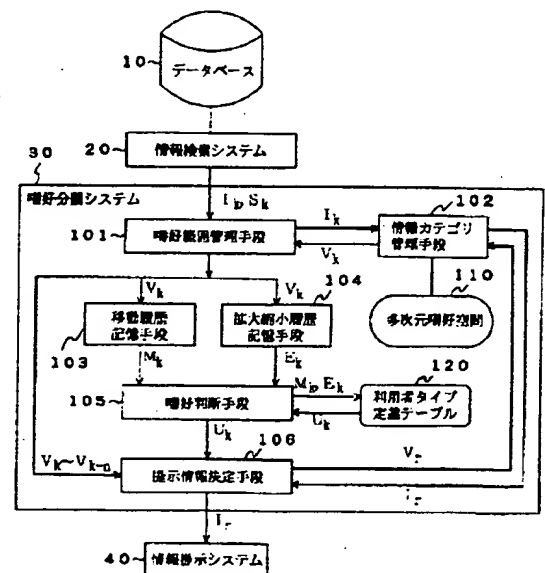 10
データベース
20
情報検索システム
30
嗜好分類システム
I_k, S_k
102
101
嗜好範囲管理手段
I_k
V_k
情報カテゴリ
管理手段
V_k
V_k
104
110
103
移動履歴
記憶手段
拡大縮小履歴
記憶手段
多次元嗜好空間
M_k
E_k
120
105
嗜好判断手段
M_k, E_k
U_k
利用者タイプ
定義テーブル
U_k
106
V_k~V_k-n
提示情報決定手段
V_r
I_r
I_r
40
情報提示システム